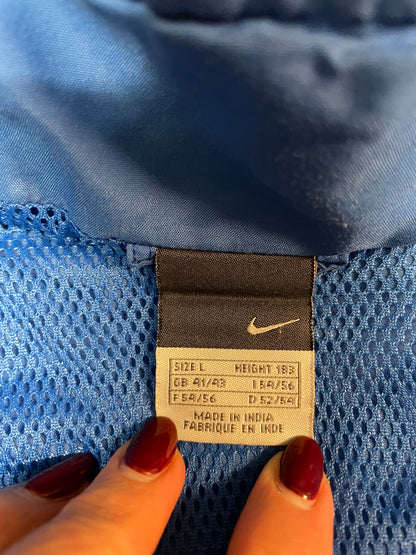 SIZE L HEIGHT 183
GB 41/43 I 54/56
F 54/56 D 52/54
MADE IN INDIA
FABRIQUE EN INDE